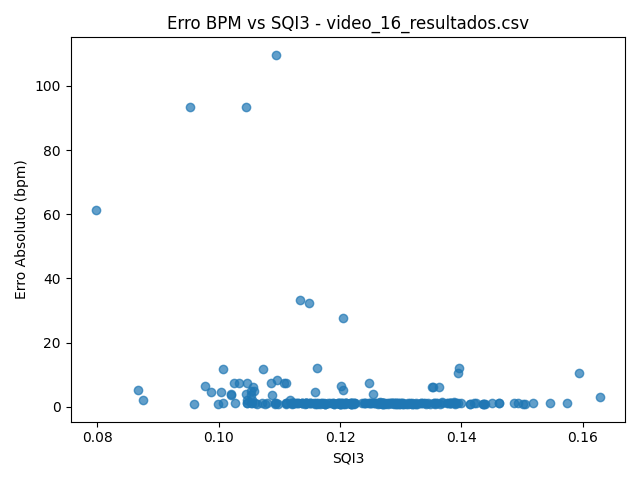 Erro BPM vs SQI3 - video_16_resultados.csv
Erro Absoluto (bpm)
100
80
60
40
20
0
0.08 0.10 0.12 0.14 0.16
SQI3